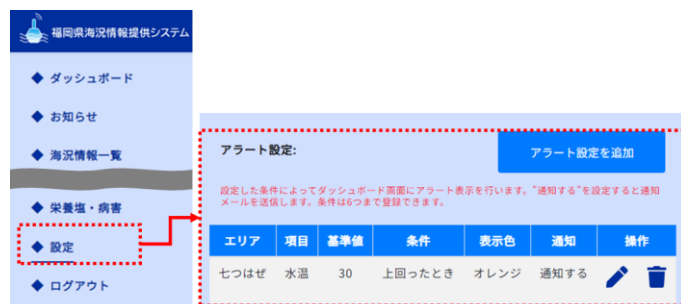 福岡県海況情報提供システム
◆ ダッシュボード
◆ お知らせ
◆ 海況情報一覧
◆ 栄養塩・病害
◆ 設定
◆ ログアウト
アラート設定:
アラート設定を追加
設定した条件によってダッシュボード画面にアラート表示を行います。"通知する"を設定すると通知
メールを送信します。条件は6つまで登録できます。
エリア 項目 基準値 条件 表示色 通知 操作
七つはぜ 水温 30 上回ったとき オレンジ 通知する